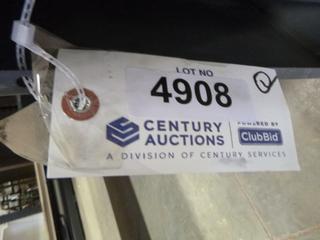 LOT NO
4908
CENTURY
AUCTIONS
POWERED BY
ClubBid
A DIVISION OF CENTURY SERVICES